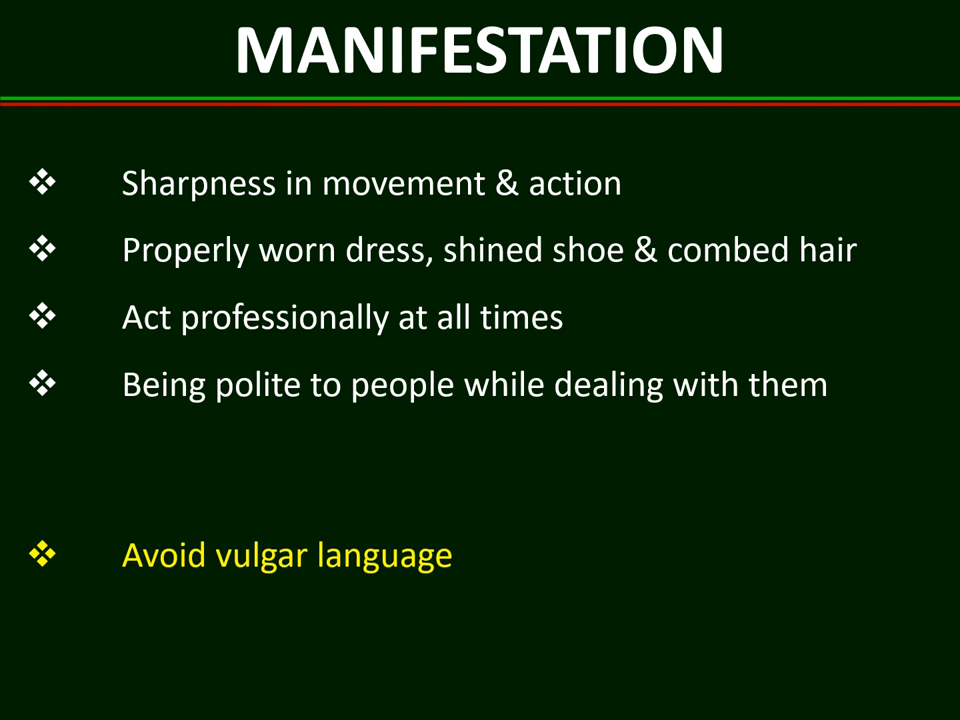 MANIFESTATION
❖ Sharpness in movement & action
❖ Properly worn dress, shined shoe & combed hair
❖ Act professionally at all times
❖ Being polite to people while dealing with them
❖ Avoid vulgar language